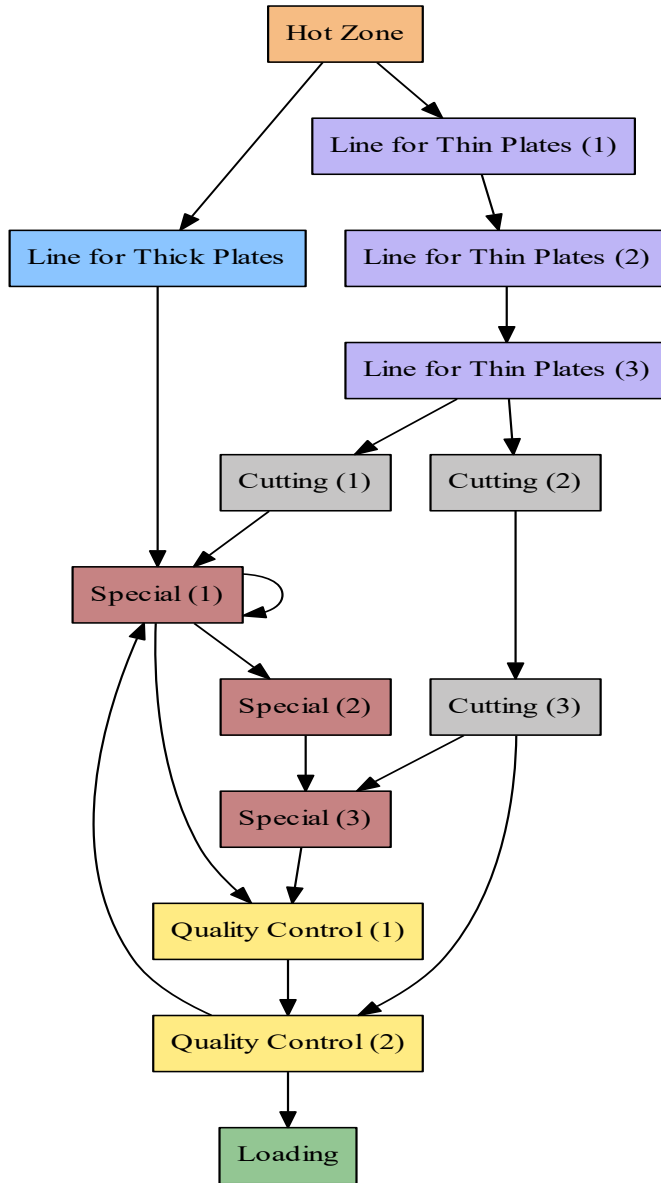 Hot Zone
Line for Thin Plates (1)
Line for Thick Plates
Line for Thin Plates (2)
Line for Thin Plates (3)
Cutting (1)
Cutting (2)
Special (1)
Special (2)
Cutting (3)
Special (3)
Quality Control (1)
Quality Control (2)
Loading